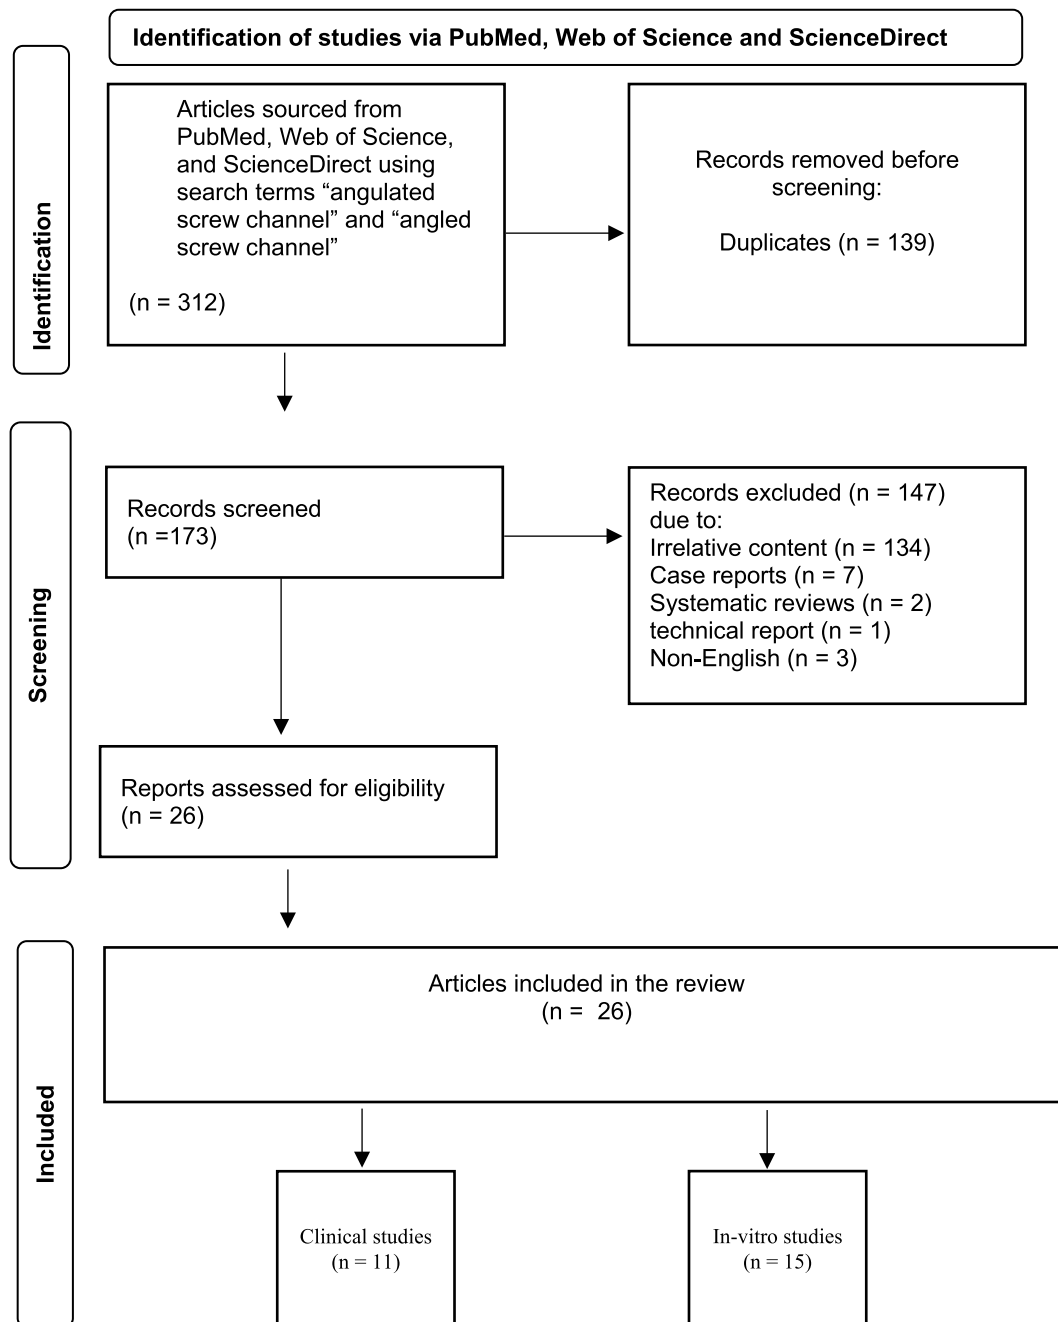 Identification of studies via PubMed, Web of Science and ScienceDirect
Identification
Articles sourced from
PubMed, Web of Science,
and ScienceDirect using
search terms “angulated
screw channel” and “angled
screw channel”
(n = 312)
Records removed before
screening:
Duplicates (n = 139)
Screening
Records screened
(n =173)
Records excluded (n = 147)
due to:
Irrelative content (n = 134)
Case reports (n = 7)
Systematic reviews (n = 2)
technical report (n = 1)
Non-English (n = 3)
Reports assessed for eligibility
(n = 26)
Included
Articles included in the review
(n =  26)
Clinical studies
(n = 11)
In-vitro studies
(n = 15)